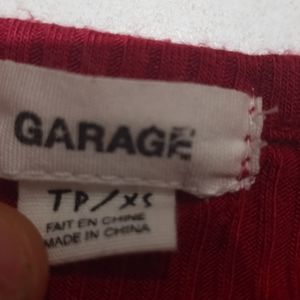 GARAGE
TP/XS
FAIT EN CHINE
MADE IN CHINA